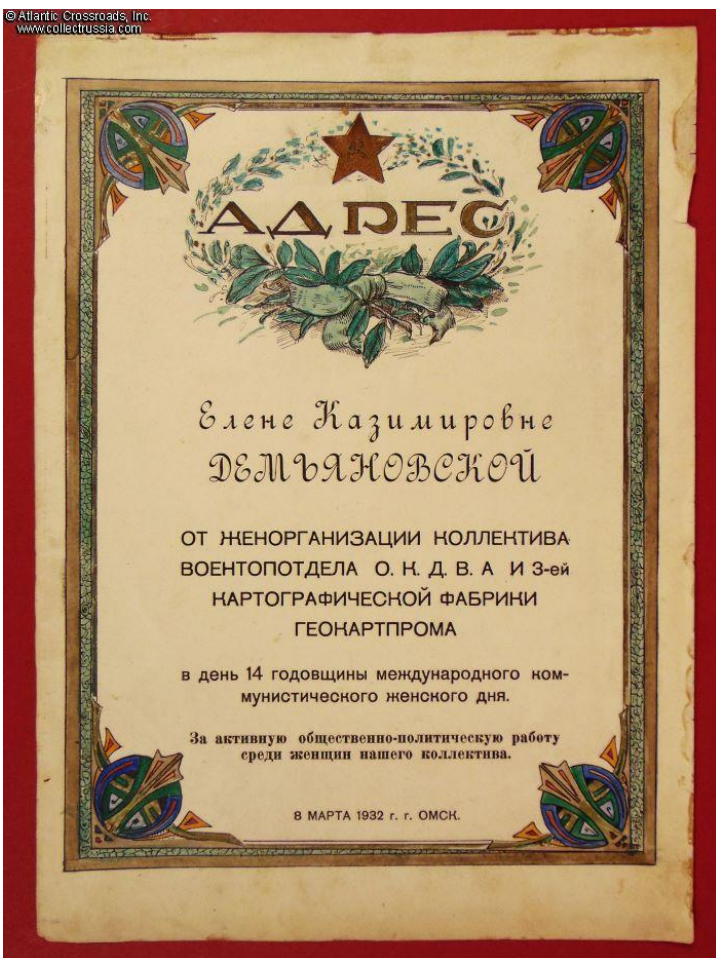 © Atlantic Crossroads, Inc.
www.collectrussia.com
АДРЕС
Елене Казимировне
ДЕМЬЯНОВСКОЙ
ОТ ЖЕНОРГАНИЗАЦИИ КОЛЛЕКТИВА
ВОЕНТОПОТДЕЛА О. К. Д. В. А И 3-ей
КАРТОГРАФИЧЕСКОЙ ФАБРИКИ
ГЕОКАРТПРОМА
в день 14 годовщины международного ком-
мунистического женского дня.
За активную общественно-политическую работу
среди женщин нашего коллектива.
8 МАРТА 1932 г. г. ОМСК.